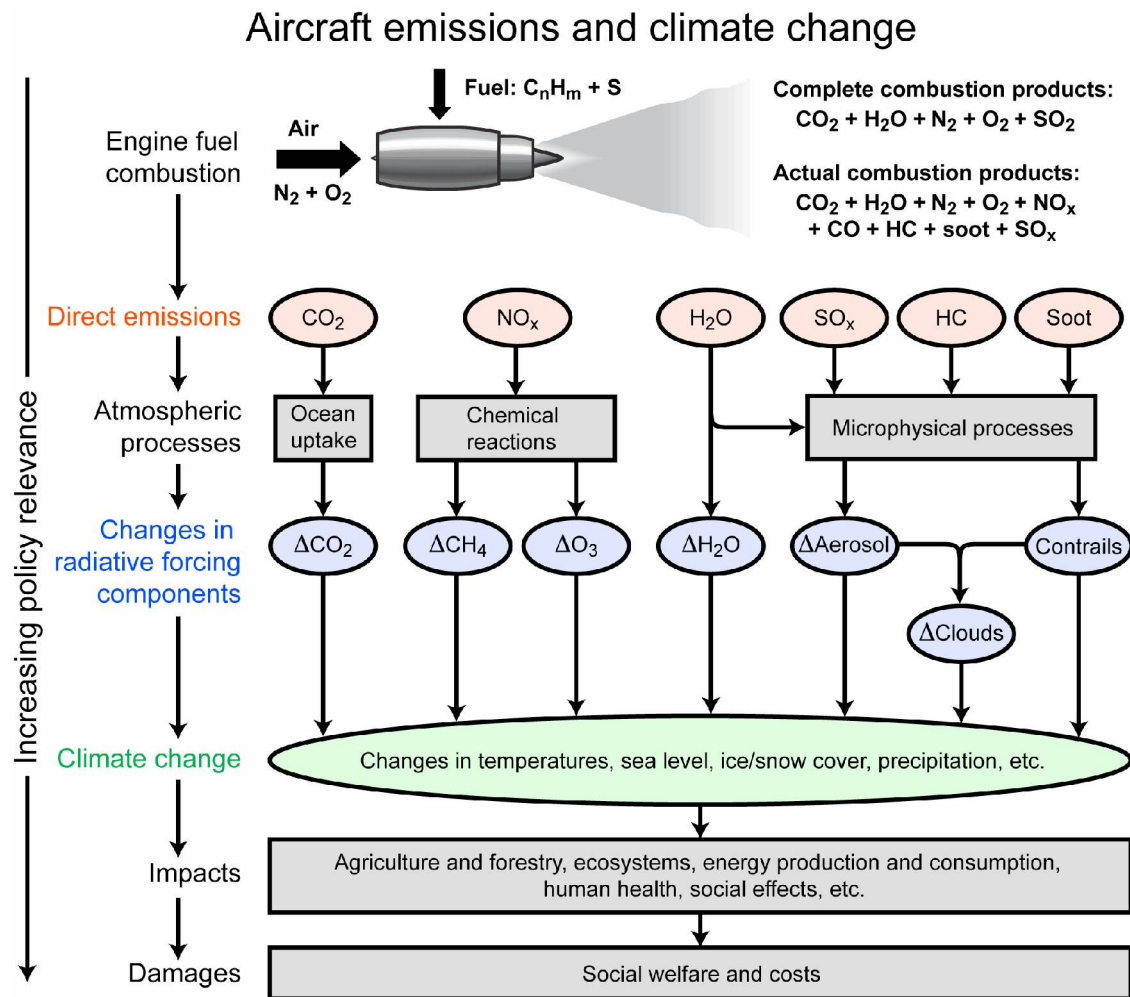 Aircraft emissions and climate change
Increasing policy relevance
Engine fuel
combustion
Air
N₂ + O₂
Fuel: CₙHₘ + S
Complete combustion products:
CO₂ + H₂O + N₂ + O₂ + SO₂
Actual combustion products:
CO₂ + H₂O + N₂ + O₂ + NOₓ
+ CO + HC + soot + SOₓ
Direct emissions
CO₂
NOₓ
H₂O
SOₓ
HC
Soot
Atmospheric
processes
Ocean
uptake
Chemical
reactions
Microphysical processes
Changes in
radiative forcing
components
ΔCO₂
ΔCH₄
ΔO₃
ΔH₂O
ΔAerosol
Contrails
ΔClouds
Climate change
Changes in temperatures, sea level, ice/snow cover, precipitation, etc.
Impacts
Agriculture and forestry, ecosystems, energy production and consumption,
human health, social effects, etc.
Damages
Social welfare and costs